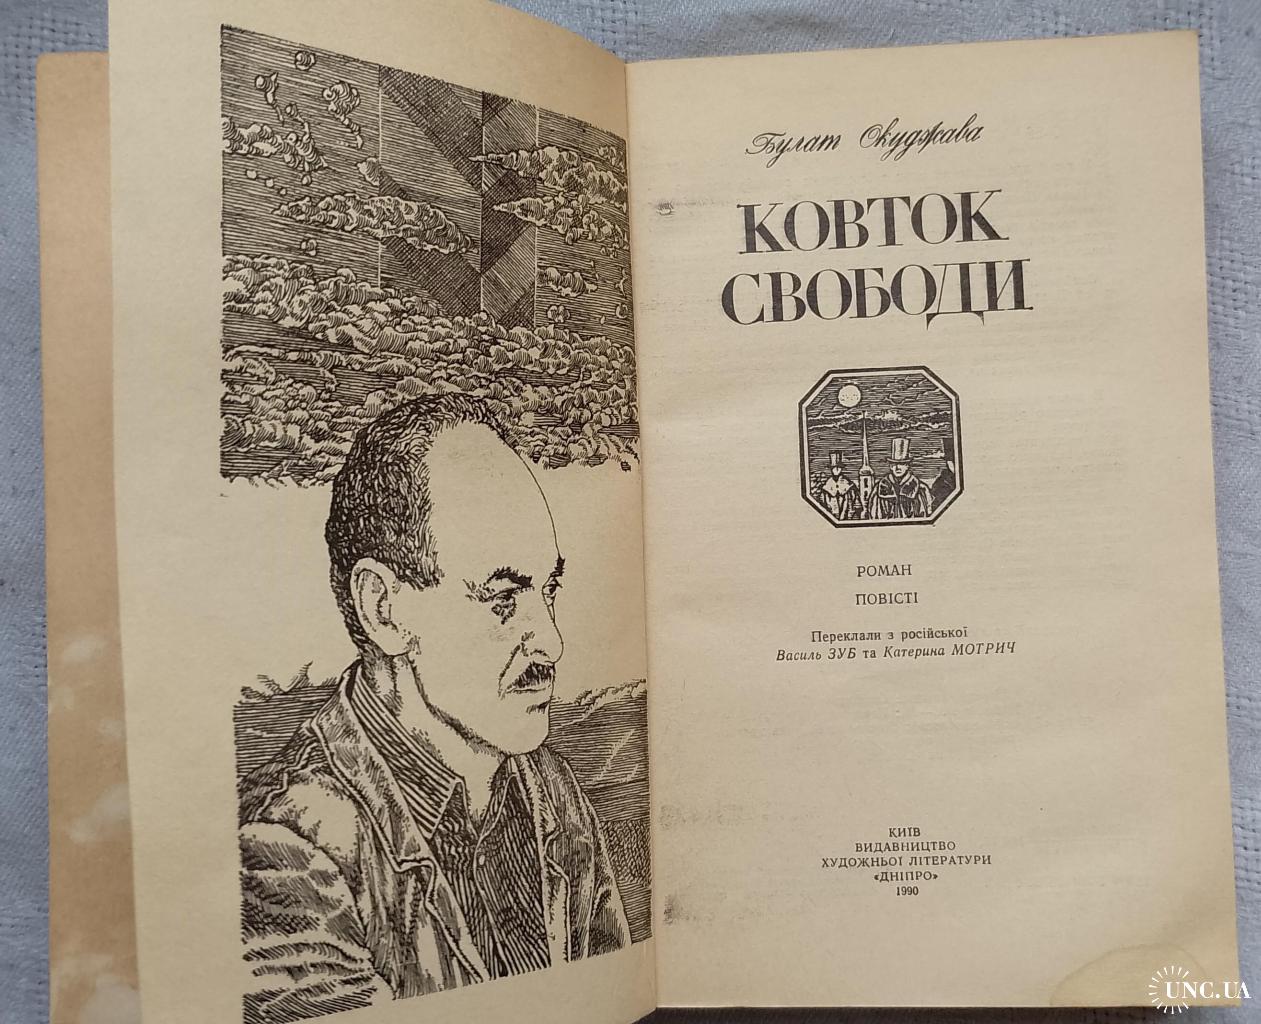 Булат Окуджава
КОВТОК
СВОБОДИ
РОМАН
ПОВІСТІ
Переклали з російської
Василь ЗУБ та Катерина МОТРИЧ
КИЇВ
ВИДАВНИЦТВО
ХУДОЖНЬОЇ ЛІТЕРАТУРИ
«ДНІПРО»
1990
UNC.UA